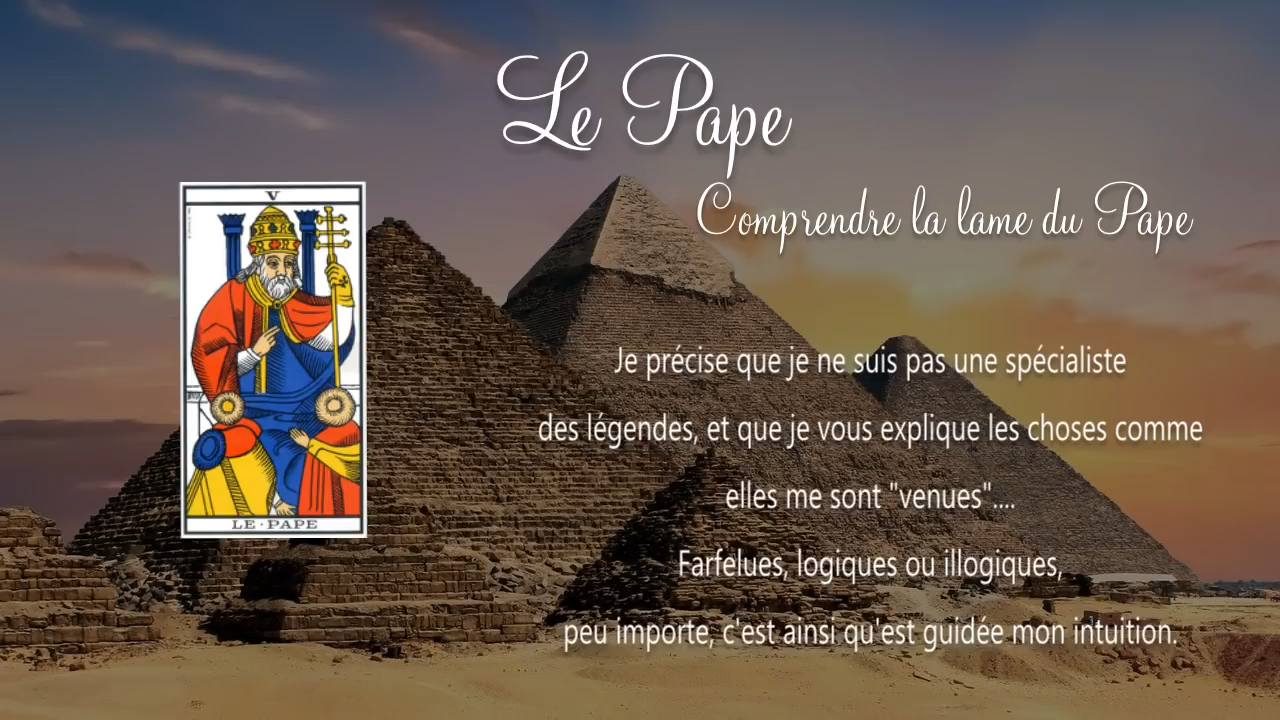 Le Pape
Comprendre la lame du Pape
V
LE·PAPE
Je précise que je ne suis pas une spécialiste
des légendes, et que je vous explique les choses comme
elles me sont "venues"....
Farfelues, logiques ou illogiques,
peu importe, c'est ainsi qu'est guidée mon intuition.